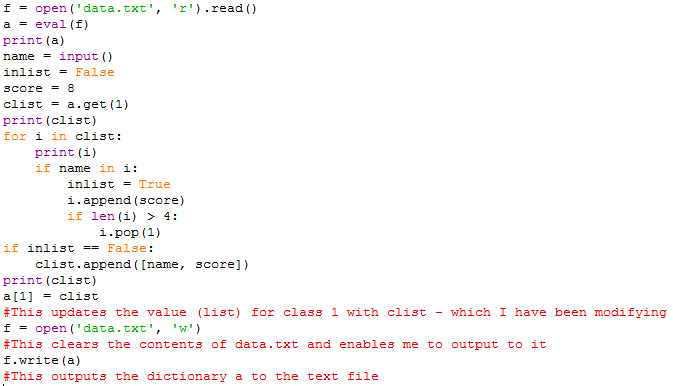 f = open('data.txt', 'r').read()
a = eval(f)
print(a)
name = input()
inlist = False
score = 8
clist = a.get(1)
print(clist)
for i in clist:
    print(i)
    if name in i:
        inlist = True
        i.append(score)
        if len(i) > 4:
            i.pop(1)
if inlist == False:
    clist.append([name, score])
print(clist)
a[1] = clist
#This updates the value (list) for class 1 with clist - which I have been modifying
f = open('data.txt', 'w')
#This clears the contents of data.txt and enables me to output to it
f.write(a)
#This outputs the dictionary a to the text file